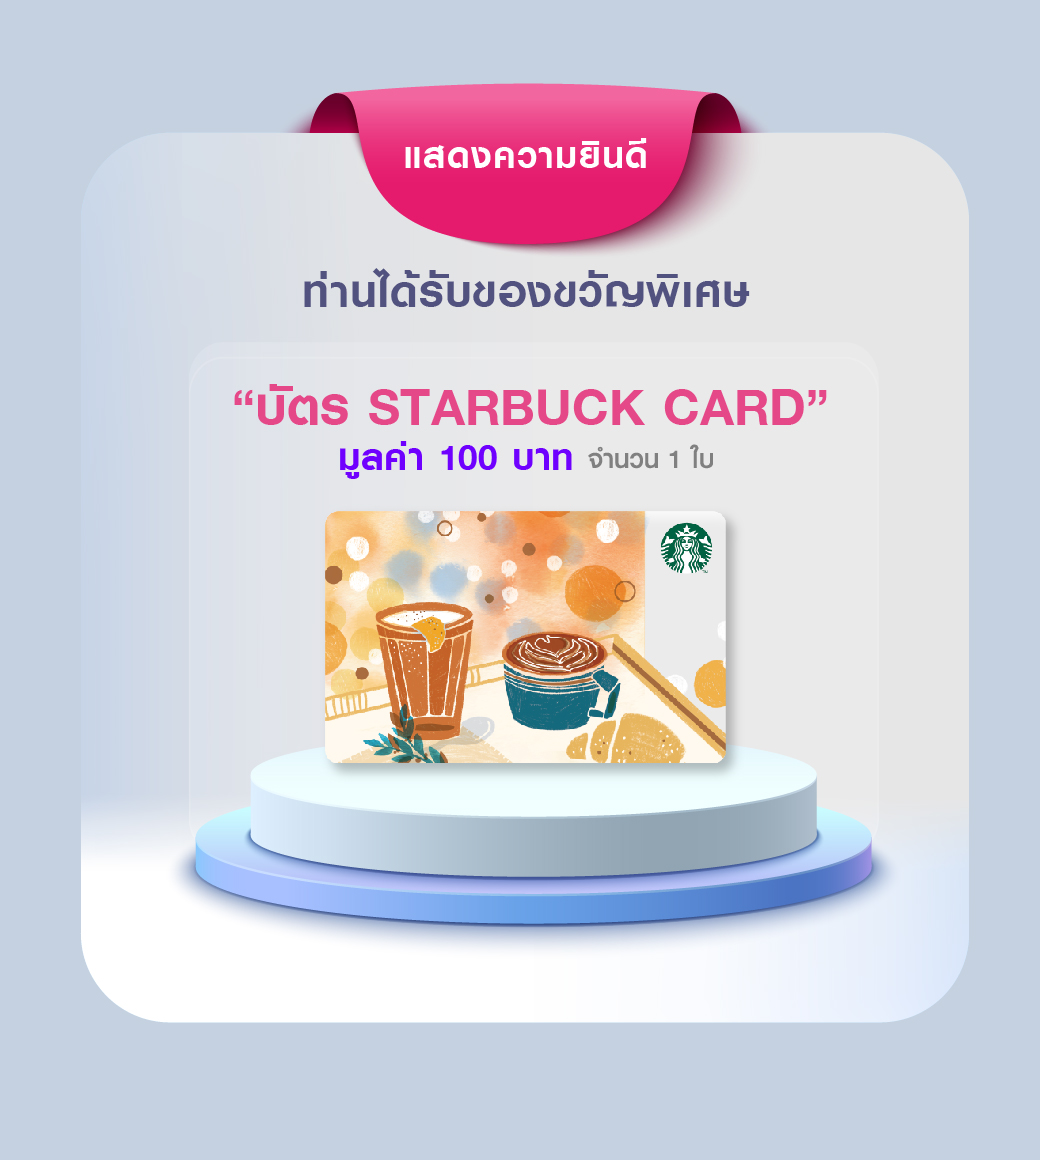 แสดงความยินดี
ท่านได้รับของขวัญพิเศษ
“บัตร STARBUCK CARD”
มูลค่า 100 บาท จำนวน 1 ใบ